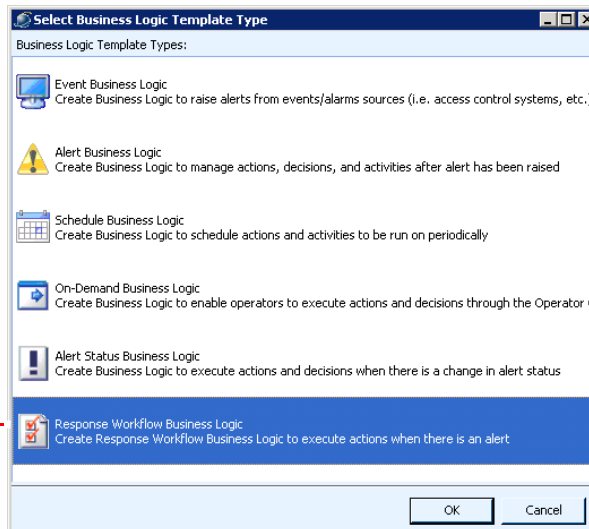 Select Business Logic Template Type
Business Logic Template Types:
Event Business Logic
Create Business Logic to raise alerts from events/alarms sources (i.e. access control systems, etc.
Alert Business Logic
Create Business Logic to manage actions, decisions, and activities after alert has been raised
Schedule Business Logic
Create Business Logic to schedule actions and activities to be run on periodically
On-Demand Business Logic
Create Business Logic to enable operators to execute actions and decisions through the Operator
Alert Status Business Logic
Create Business Logic to execute actions and decisions when there is a change in alert status
Response Workflow Business Logic
Create Response Workflow Business Logic to execute actions when there is an alert
OK Cancel